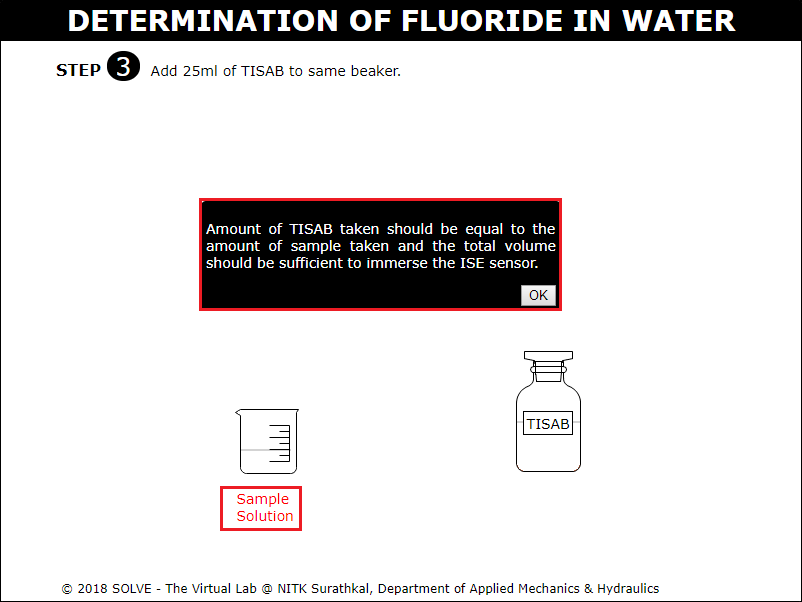 DETERMINATION OF FLUORIDE IN WATER
STEP 3 Add 25ml of TISAB to same beaker.
Amount of TISAB taken should be equal to the
amount of sample taken and the total volume
should be sufficient to immerse the ISE sensor.
OK
TISAB
Sample
Solution
© 2018 SOLVE - The Virtual Lab @ NITK Surathkal, Department of Applied Mechanics & Hydraulics